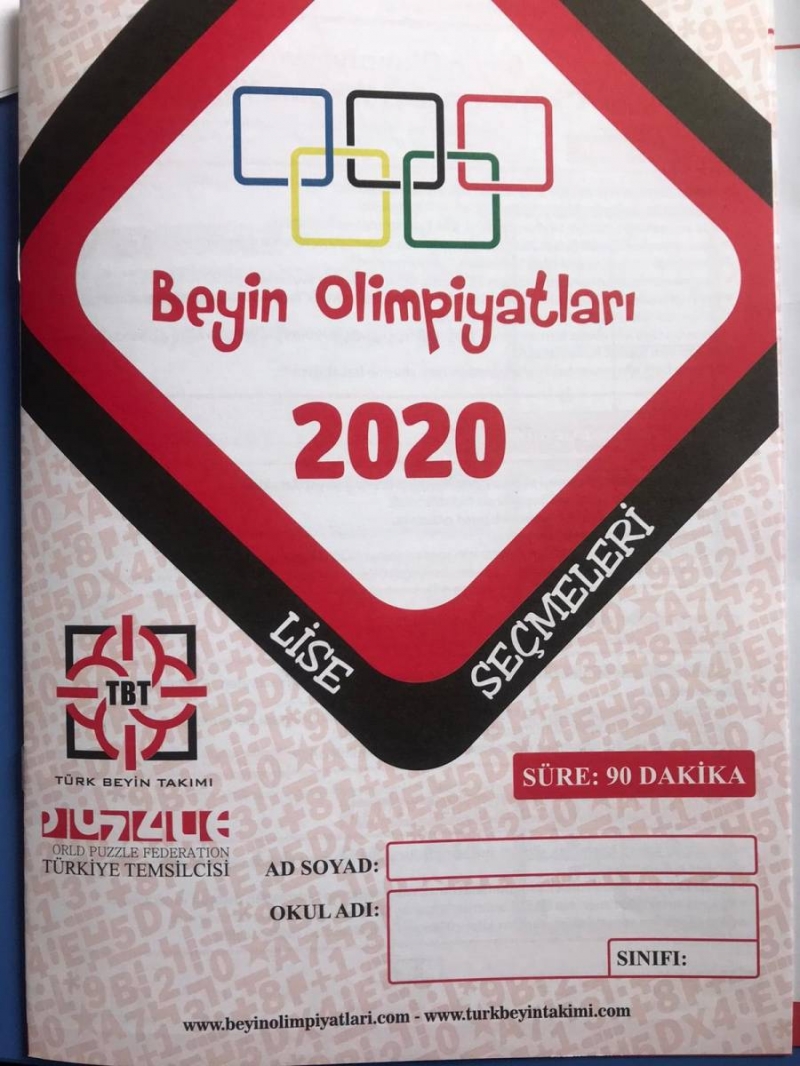 Beyin Olimpiyatları
2020
LİSE SEÇMELERİ
TBT
TÜRK BEYİN TAKIMI
PUZZLE
ORLD PUZZLE FEDERATION
TÜRKİYE TEMSİLCİSİ
SÜRE: 90 DAKİKA
AD SOYAD:
OKUL ADI:
SINIFI:
www.beyinolimpiyatlari.com - www.turkbeyintakimi.com